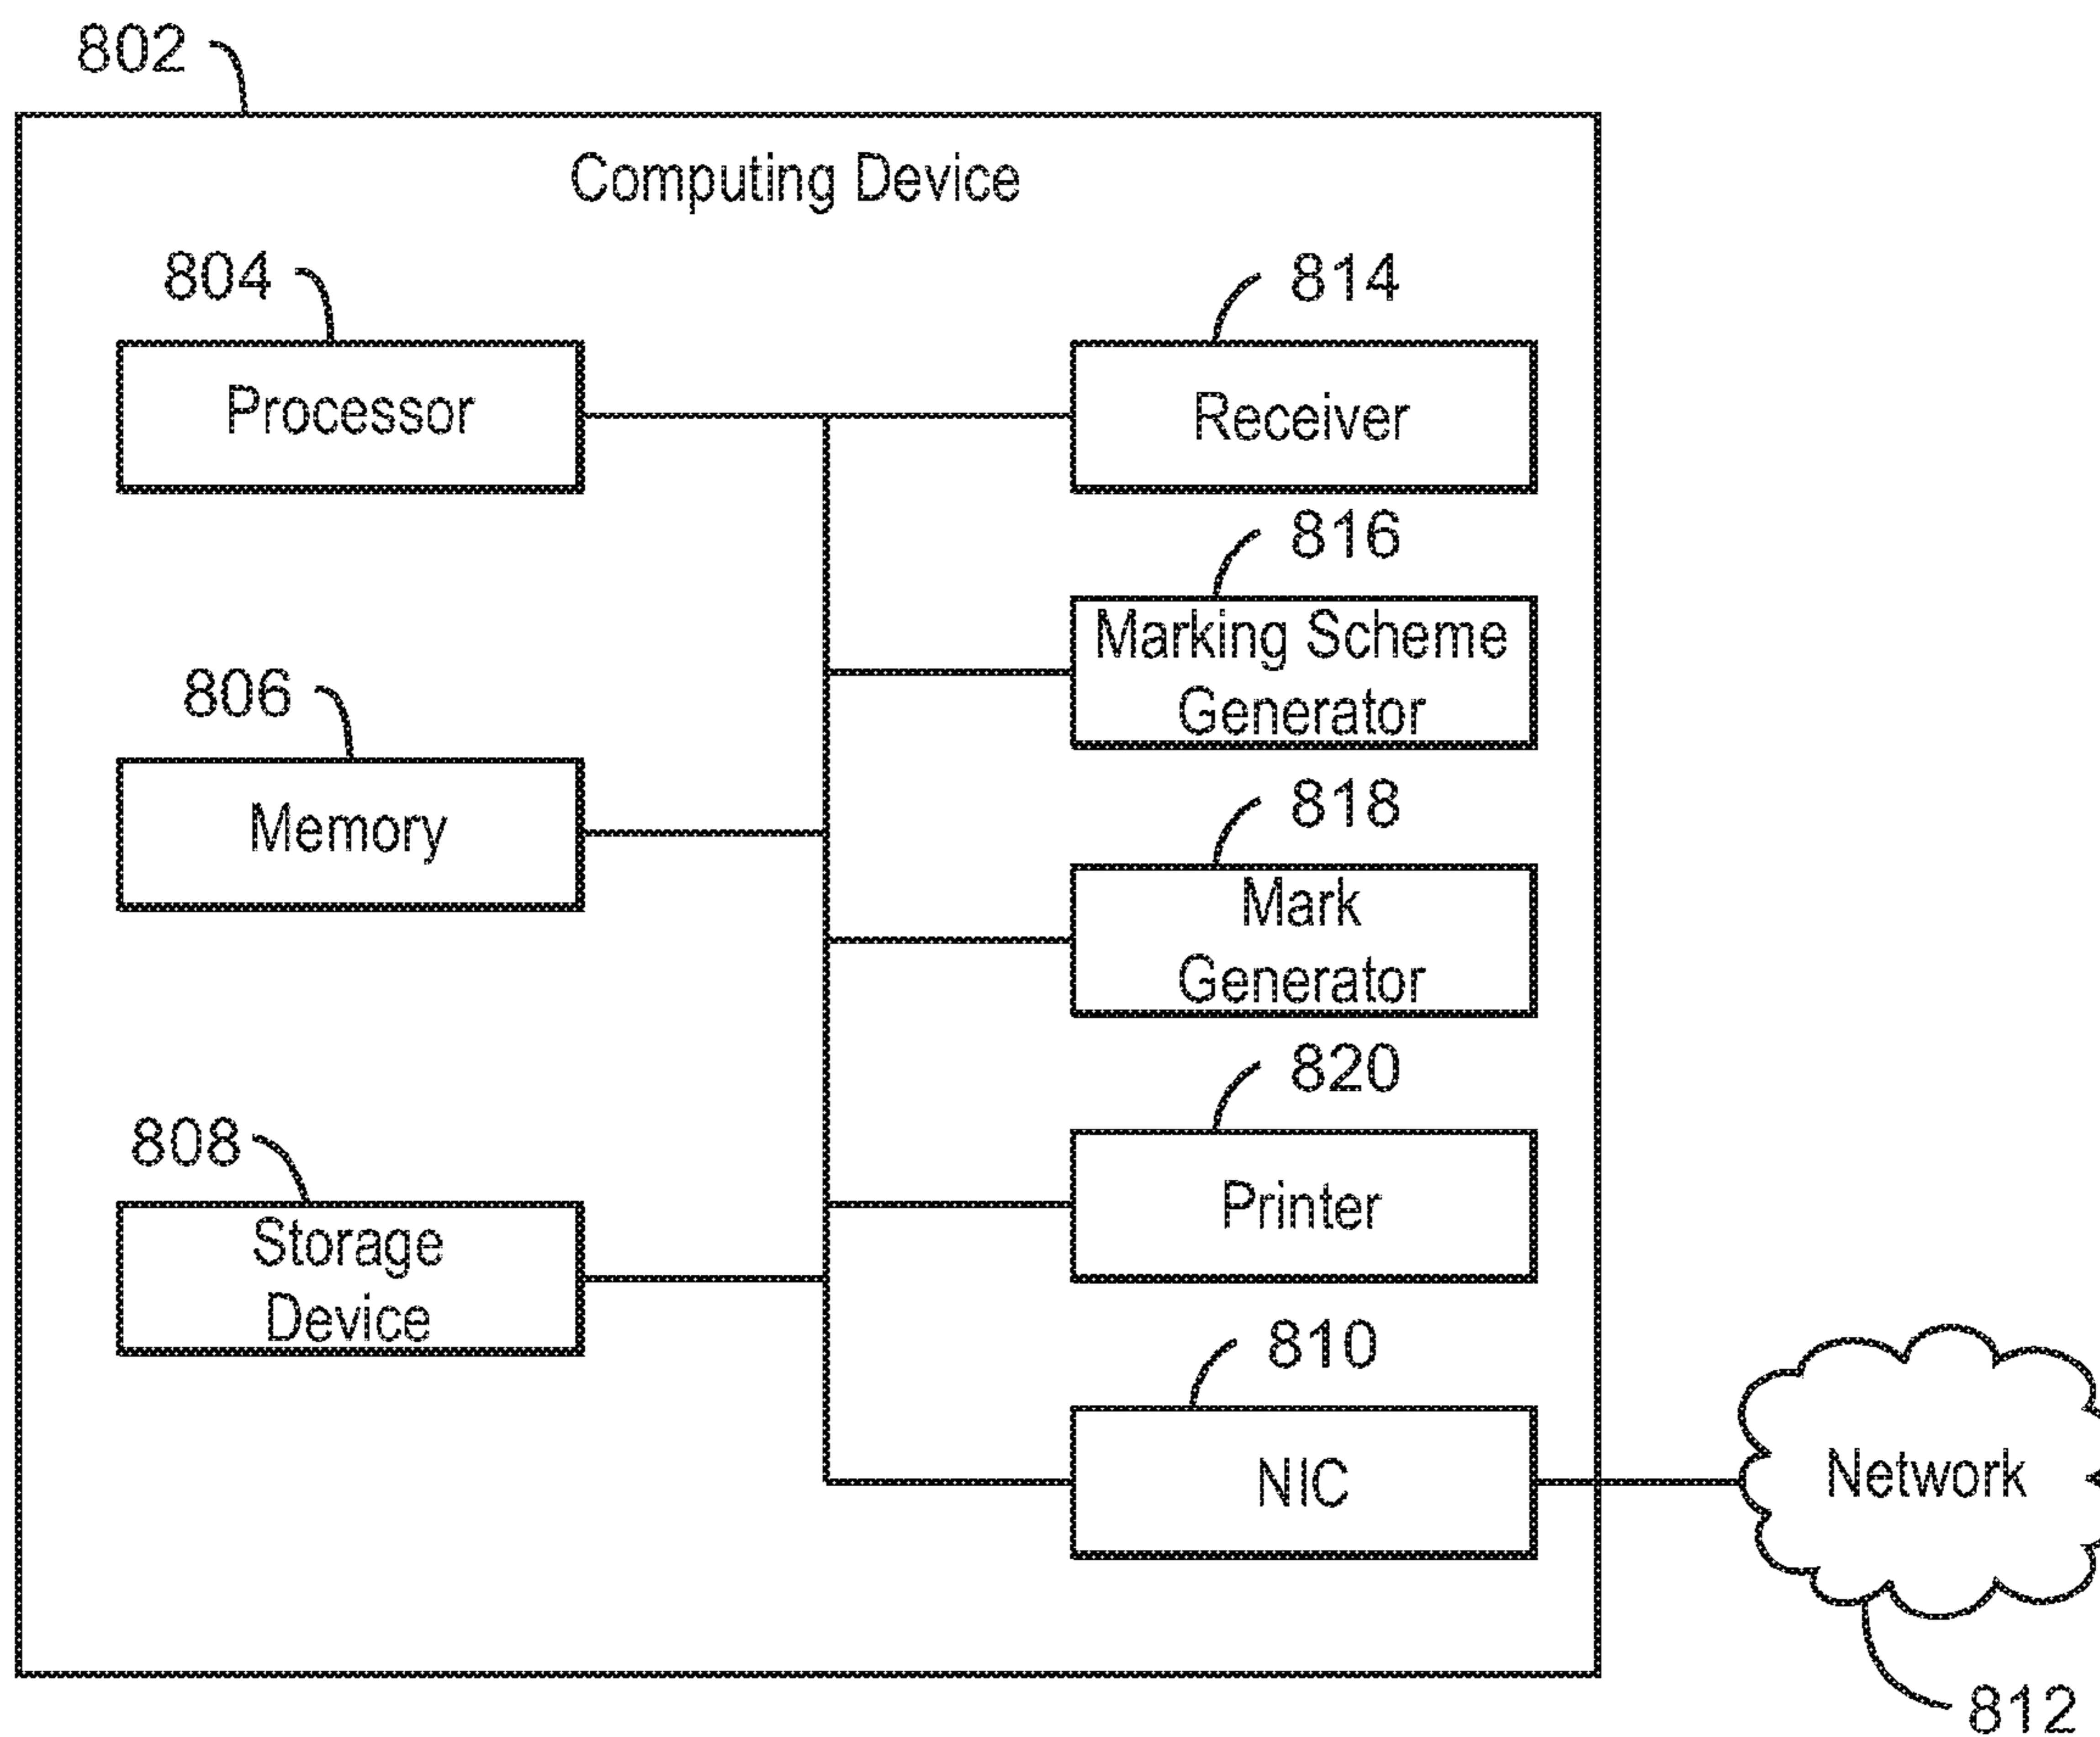 802
Computing Device
804
Processor
814
Receiver
816
Marking Scheme
Generator
806
Memory
818
Mark
Generator
820
Printer
808
Storage
Device
810
NIC
Network
812